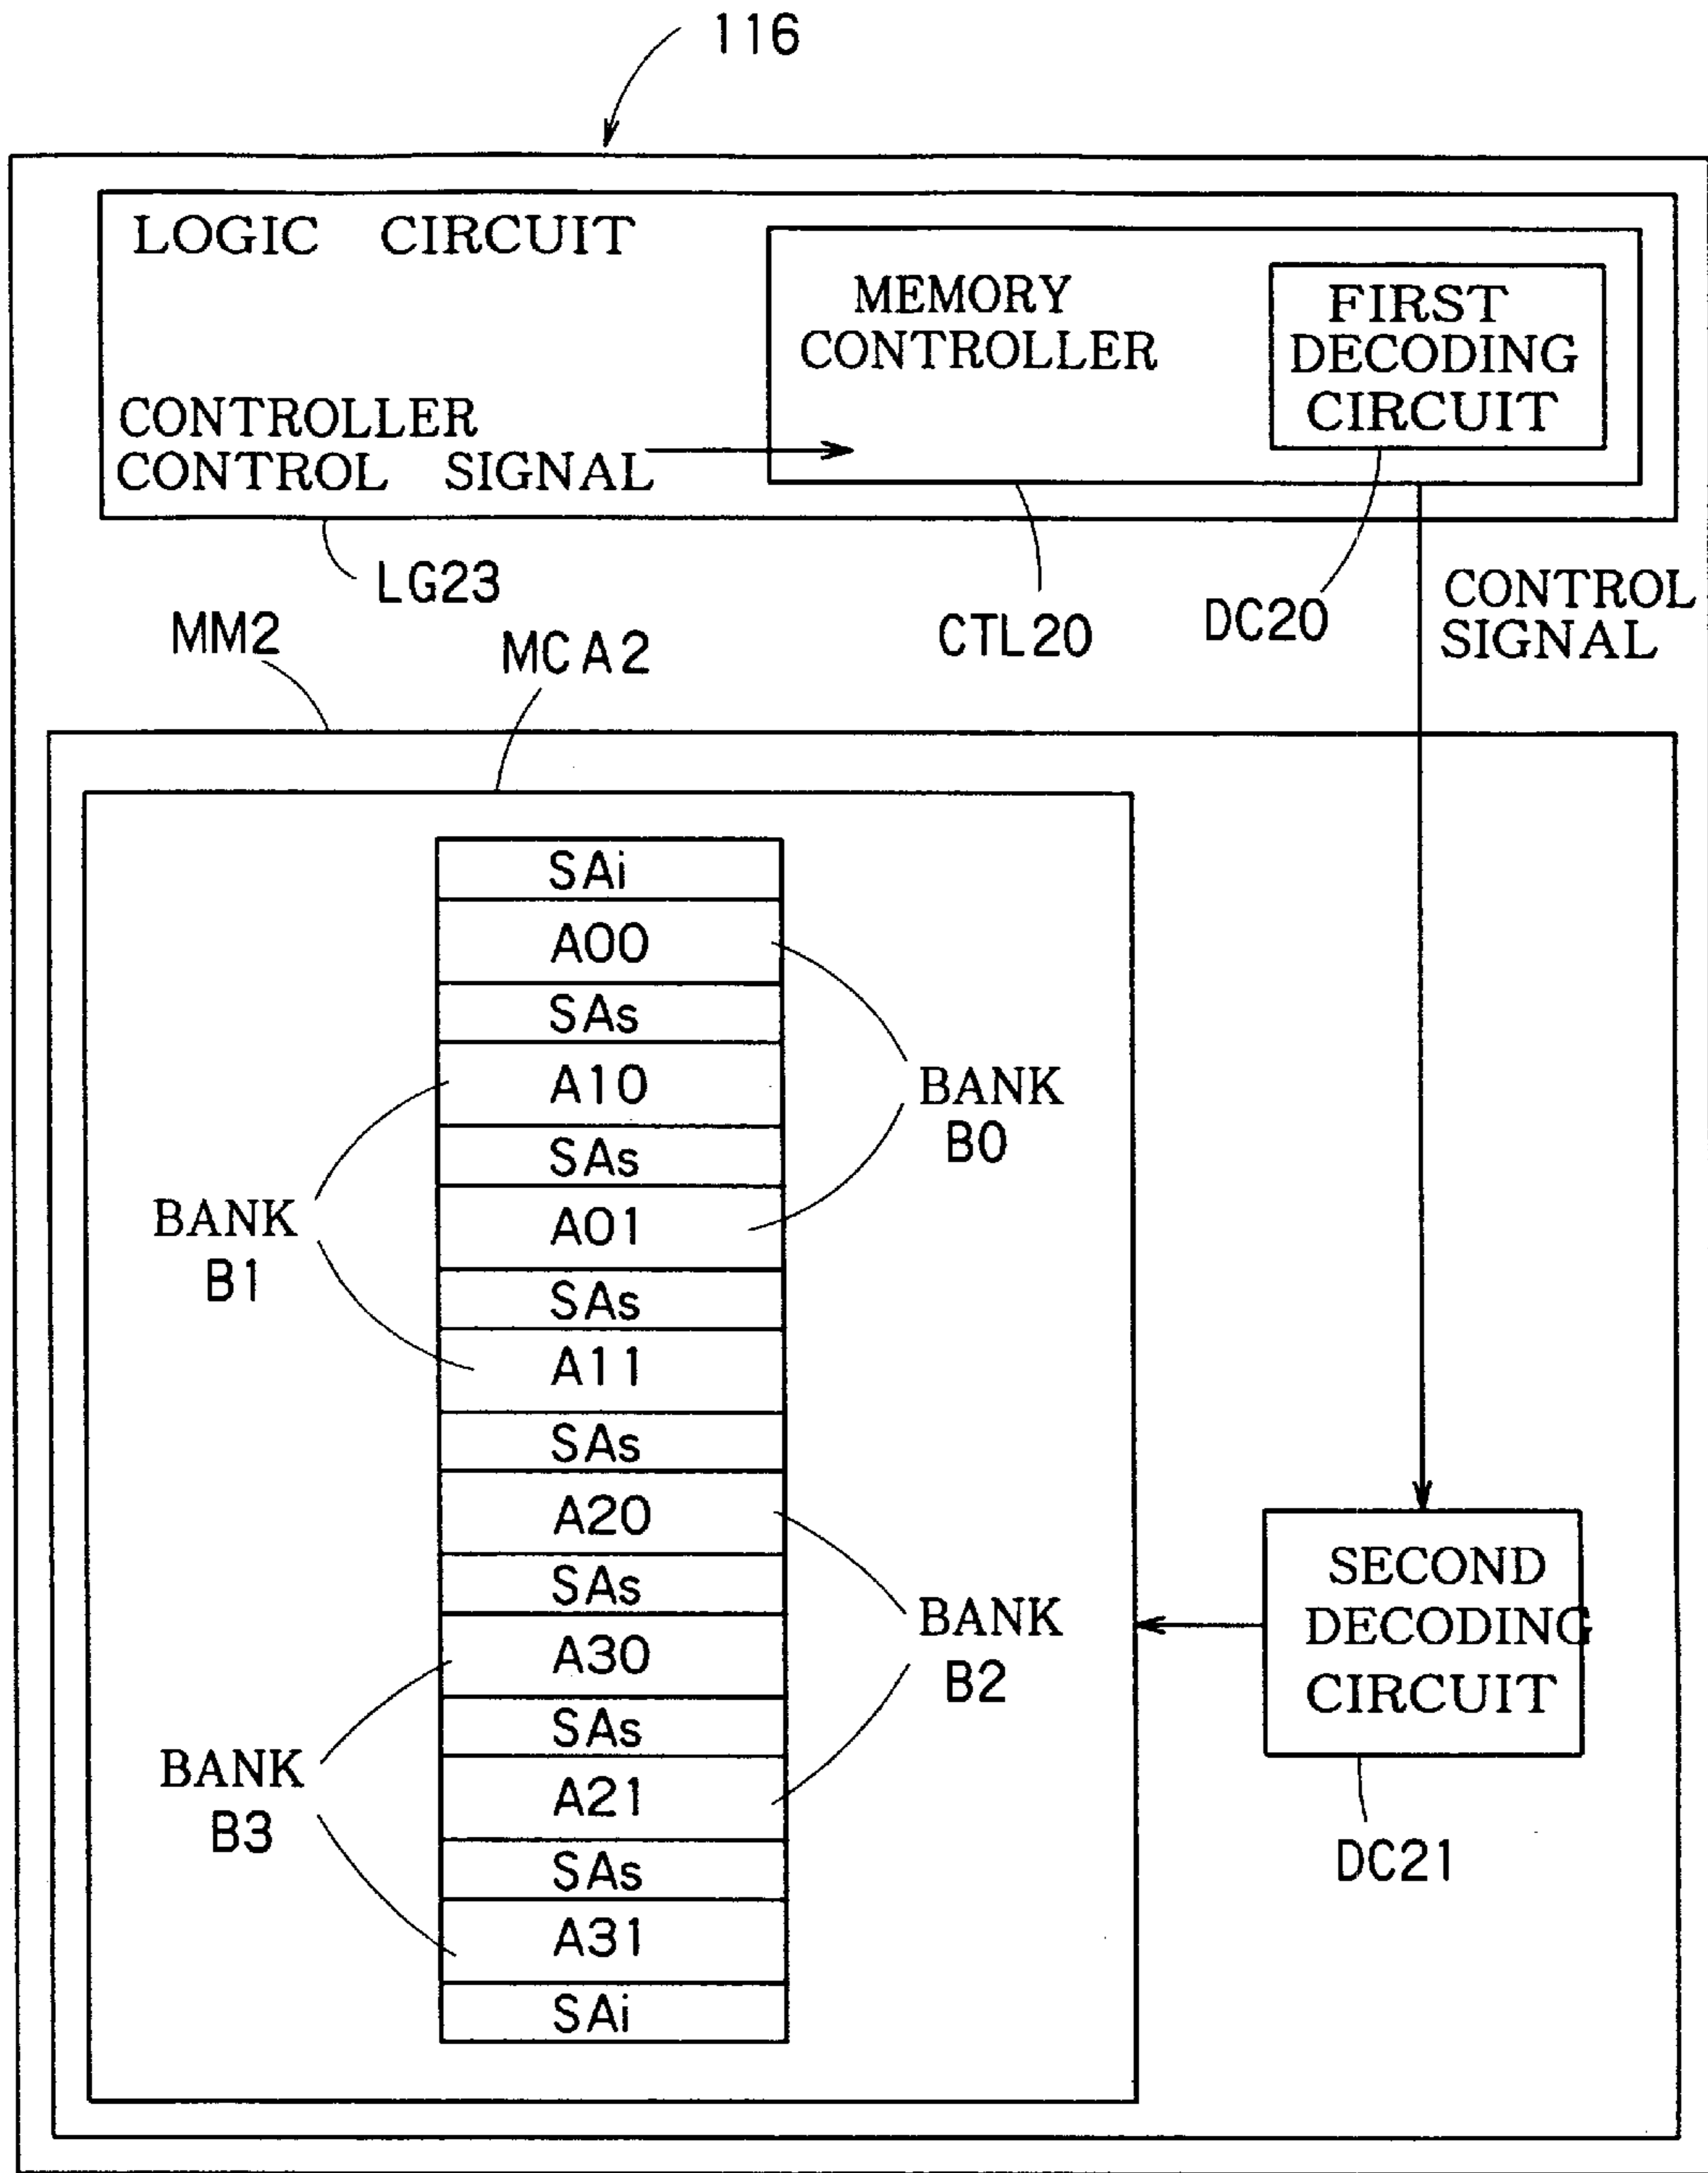 116
LOGIC CIRCUIT
MEMORY
CONTROLLER
FIRST
DECODING
CIRCUIT
CONTROLLER
CONTROL SIGNAL
LG23
CTL20
DC20
CONTROL
SIGNAL
MM2
MCA2
SAi
A00
SAs
A10
SAs
A01
SAs
A11
SAs
A20
SAs
A30
SAs
A21
SAs
A31
SAi
BANK
B0
BANK
B1
BANK
B2
BANK
B3
SECOND
DECODING
CIRCUIT
DC21